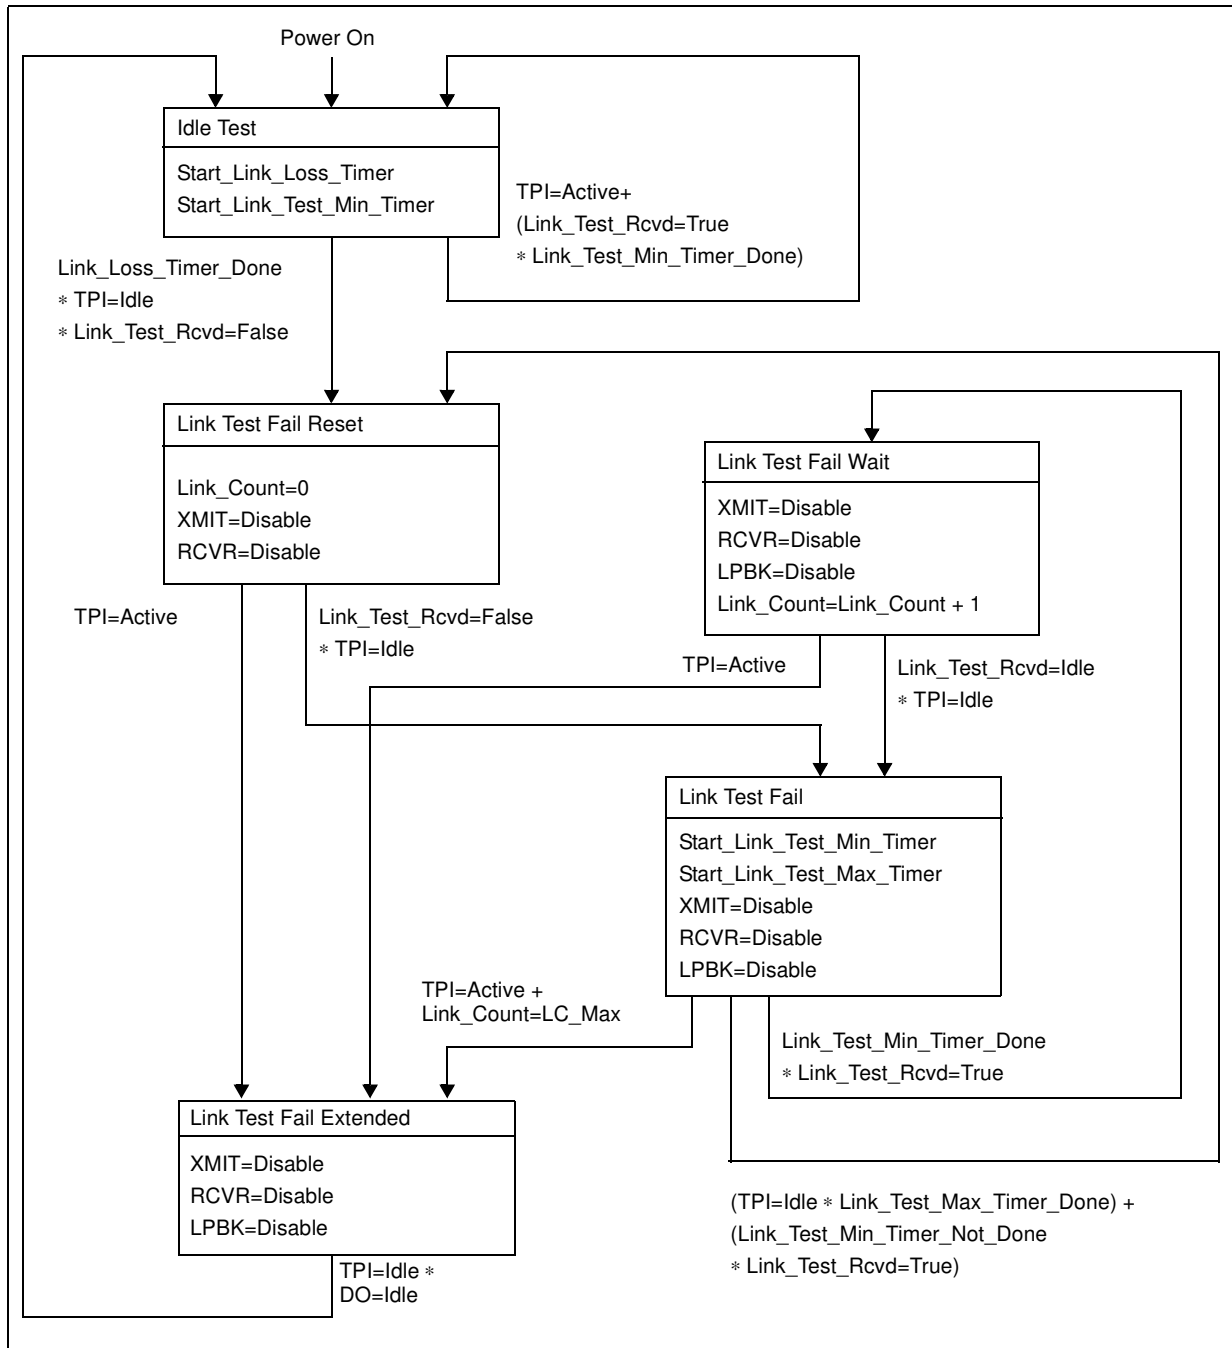 Power On
Idle Test
Start_Link_Loss_Timer
Start_Link_Test_Min_Timer
TPI=Active+
(Link_Test_Rcvd=True
* Link_Test_Min_Timer_Done)
Link_Loss_Timer_Done
* TPI=Idle
* Link_Test_Rcvd=False
Link Test Fail Reset
Link_Count=0
XMIT=Disable
RCVR=Disable
Link Test Fail Wait
XMIT=Disable
RCVR=Disable
LPBK=Disable
Link_Count=Link_Count + 1
TPI=Active
Link_Test_Rcvd=False
* TPI=Idle
TPI=Active
Link_Test_Rcvd=Idle
* TPI=Idle
Link Test Fail
Start_Link_Test_Min_Timer
Start_Link_Test_Max_Timer
XMIT=Disable
RCVR=Disable
LPBK=Disable
TPI=Active +
Link_Count=LC_Max
Link_Test_Min_Timer_Done
* Link_Test_Rcvd=True
Link Test Fail Extended
XMIT=Disable
RCVR=Disable
LPBK=Disable
(TPI=Idle * Link_Test_Max_Timer_Done) +
(Link_Test_Min_Timer_Not_Done
* Link_Test_Rcvd=True)
TPI=Idle *
DO=Idle